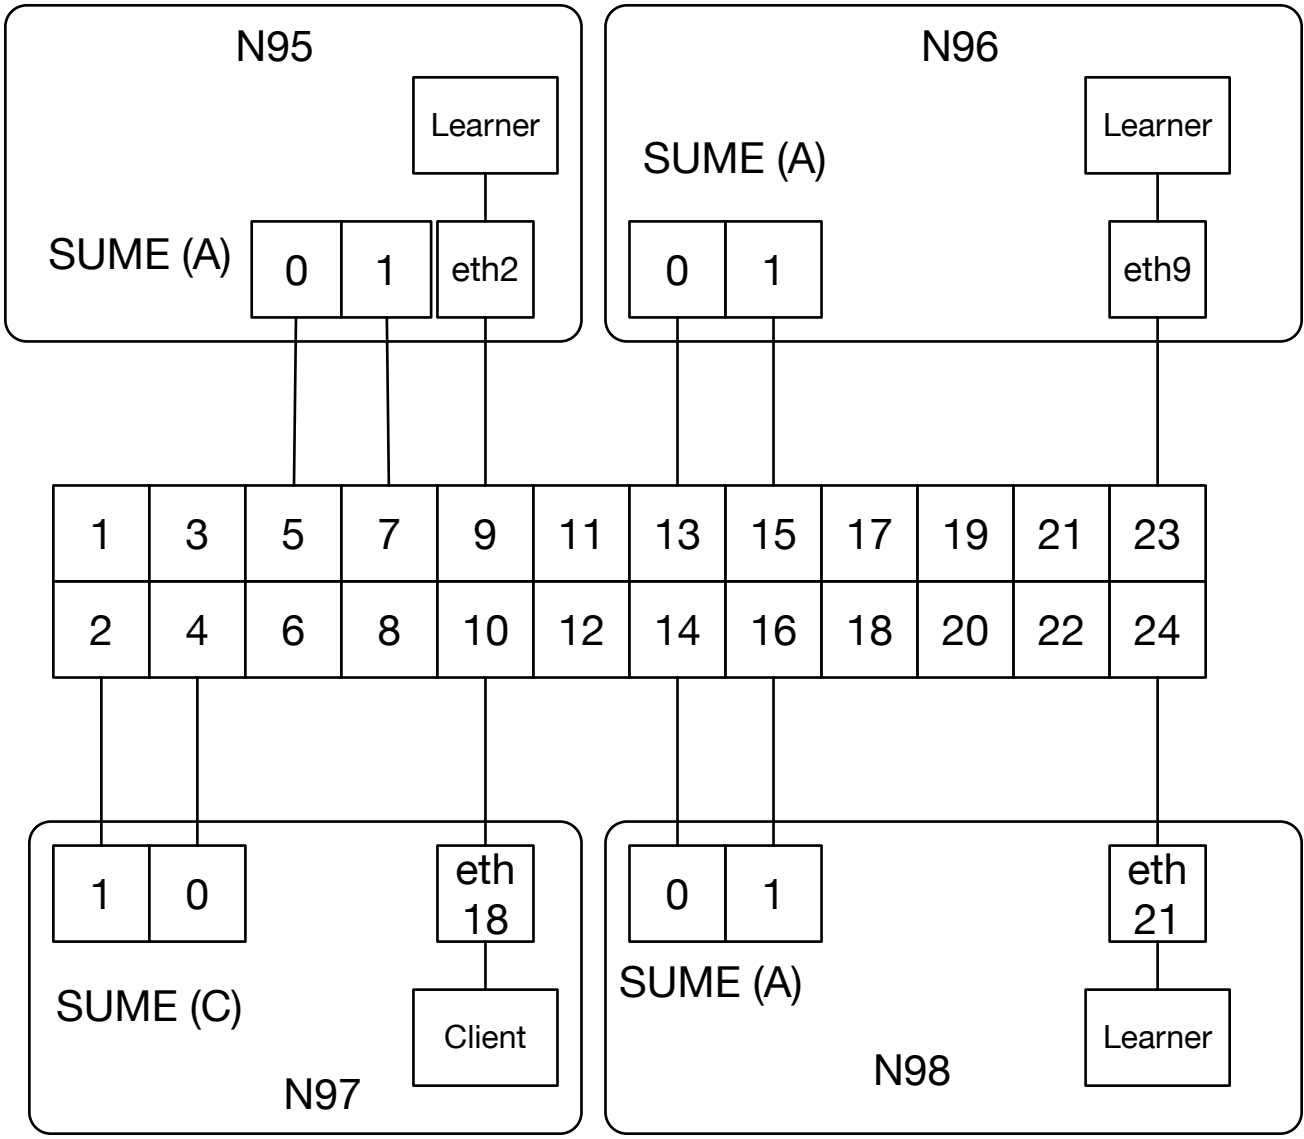 N95
Learner
SUME (A)
0 1 eth2
N96
Learner
SUME (A)
0 1
eth9
1 3 5 7 9 11 13 15 17 19 21 23
2 4 6 8 10 12 14 16 18 20 22 24
1 0
eth
18
SUME (C)
Client
N97
0 1
eth
21
SUME (A)
Learner
N98